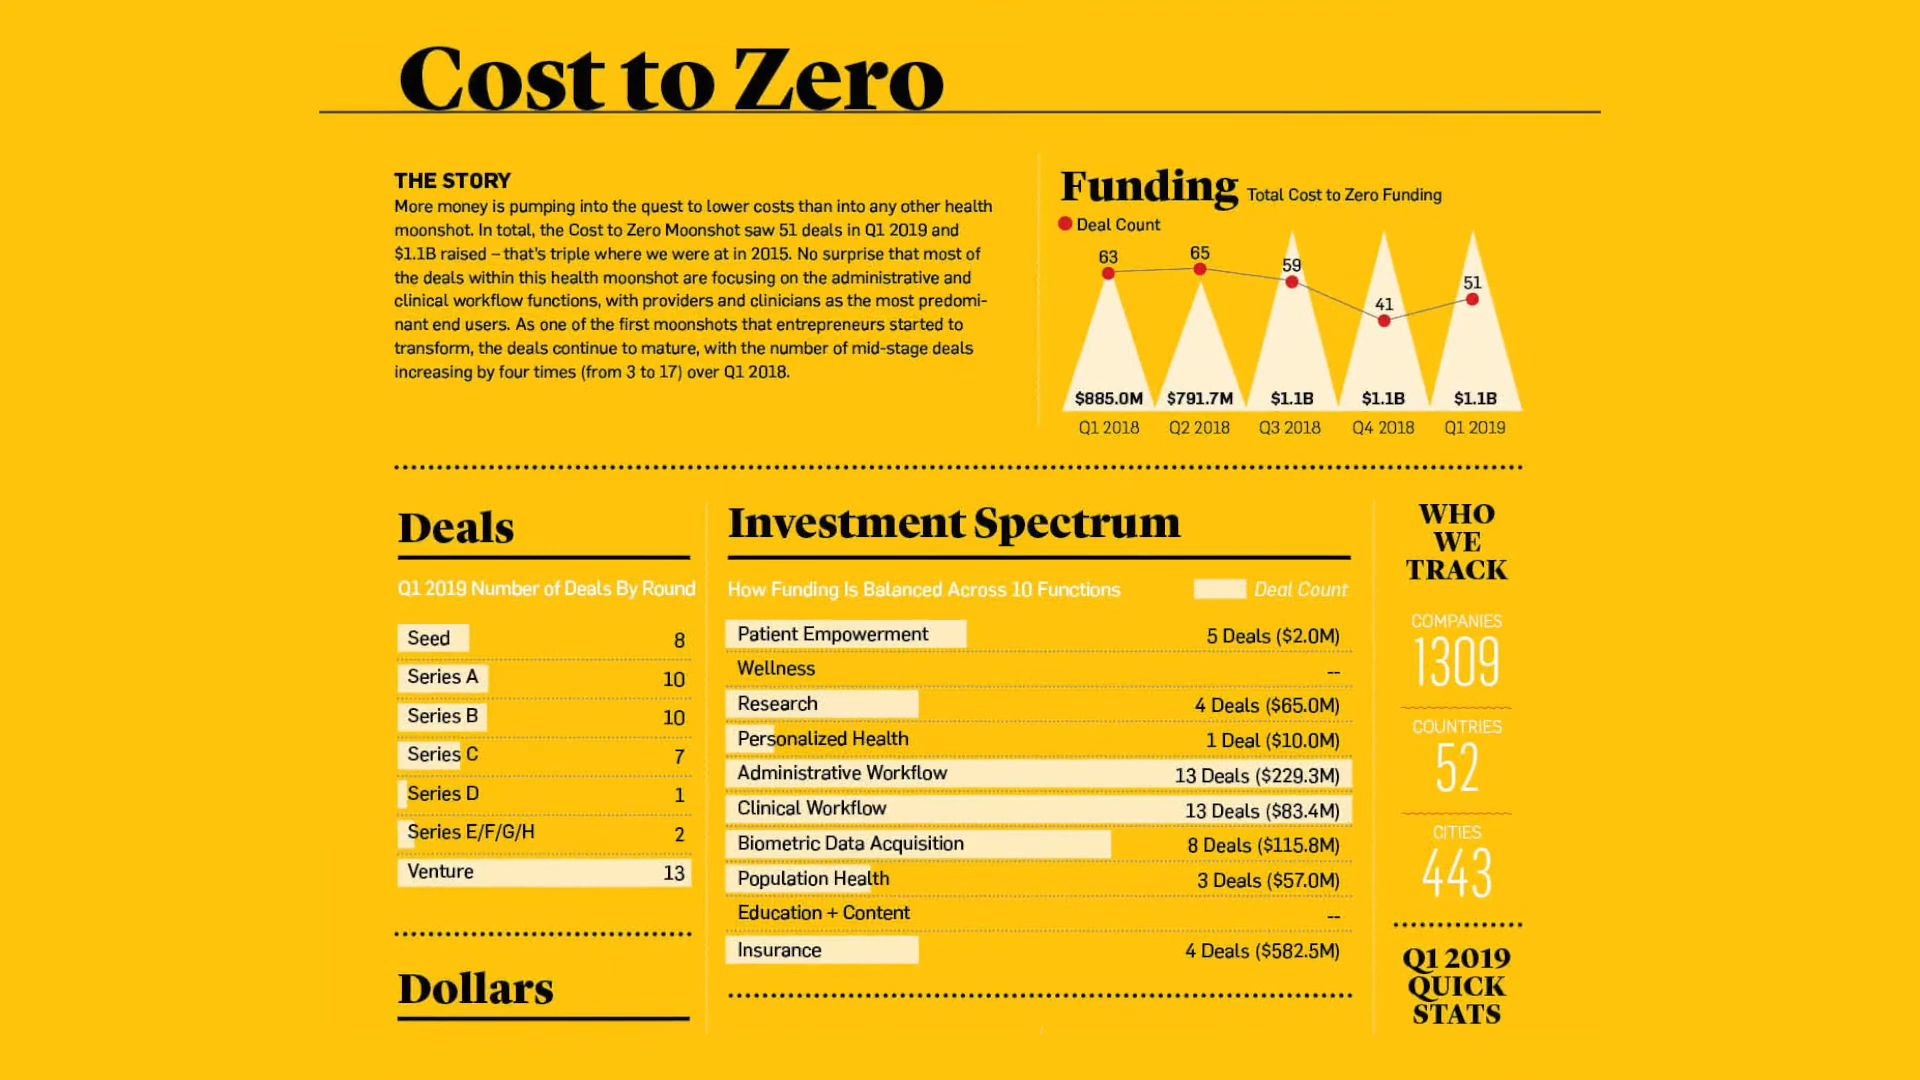 Cost to Zero
THE STORY
More money is pumping into the quest to lower costs than into any other health
moonshot. In total, the Cost to Zero Moonshot saw 51 deals in Q1 2019 and
$1.1B raised – that's triple where we were at in 2015. No surprise that most of
the deals within this health moonshot are focusing on the administrative and
clinical workflow functions, with providers and clinicians as the most predomi-
nant end users. As one of the first moonshots that entrepreneurs started to
transform, the deals continue to mature, with the number of mid-stage deals
increasing by four times (from 3 to 17) over Q1 2018.
Funding Total Cost to Zero Funding
Deal Count
63 65 59 41 51
$885.0M $791.7M $1.1B $1.1B $1.1B
Q1 2018 Q2 2018 Q3 2018 Q4 2018 Q1 2019
Deals
Q1 2019 Number of Deals By Round
Seed 8
Series A 10
Series B 10
Series C 7
Series D 1
Series E/F/G/H 2
Venture 13
Dollars
Investment Spectrum
How Funding Is Balanced Across 10 Functions Deal Count
Patient Empowerment 5 Deals ($2.0M)
Wellness --
Research 4 Deals ($65.0M)
Personalized Health 1 Deal ($10.0M)
Administrative Workflow 13 Deals ($229.3M)
Clinical Workflow 13 Deals ($83.4M)
Biometric Data Acquisition 8 Deals ($115.8M)
Population Health 3 Deals ($57.0M)
Education + Content --
Insurance 4 Deals ($582.5M)
WHO
WE
TRACK
COMPANIES
1309
COUNTRIES
52
CITIES
443
Q1 2019
QUICK
STATS